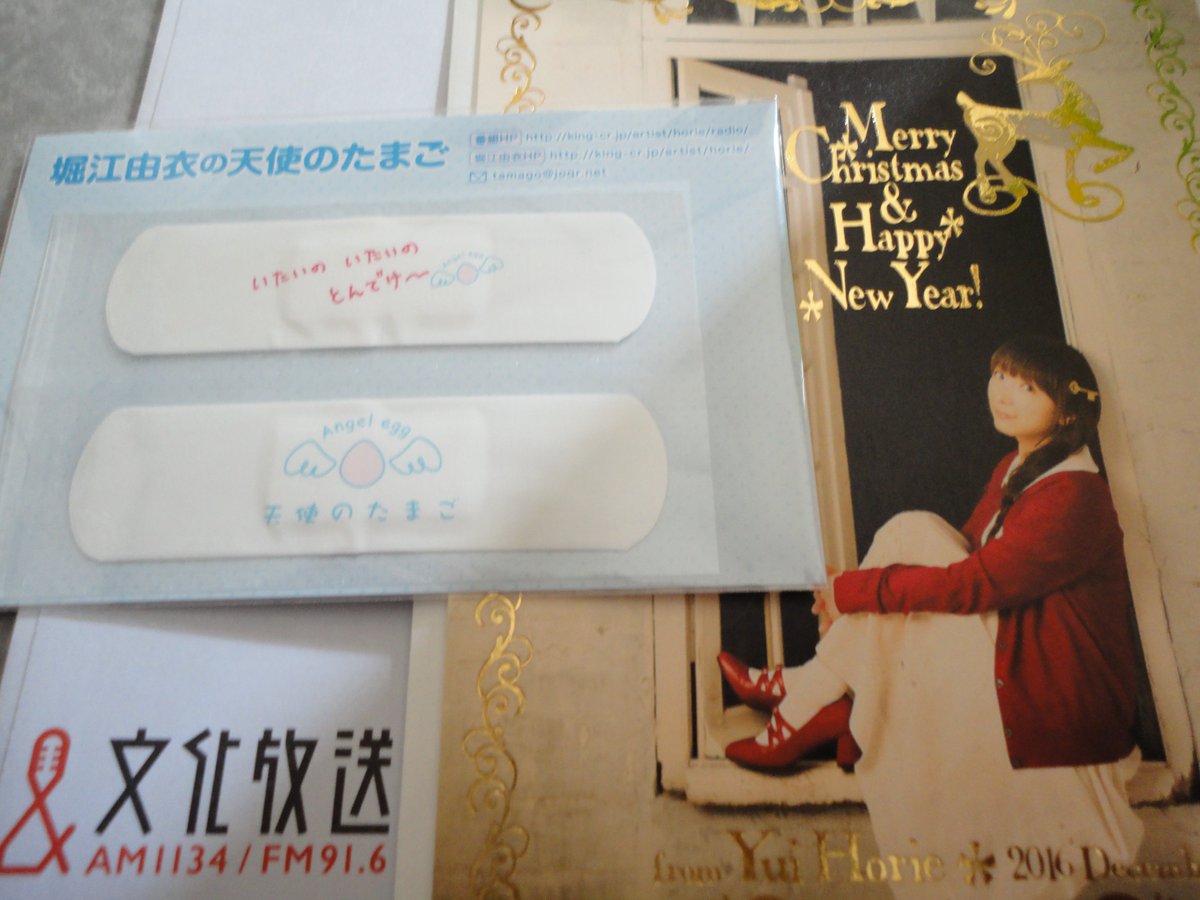 堀江由衣の天使のたまご
番組HP http://king-cr.jp/artist/horie/radio/
堀江由衣HP http://king-cr.jp/artist/horie/
tamago@joqr.net
いたいの いたいの
とんでけ〜
Angel egg
Angel egg
天使のたまご
文化放送
AM1134/FM91.6
Merry
Christmas
&
Happy
New Year!
from Yui Horie 2016 Decemb